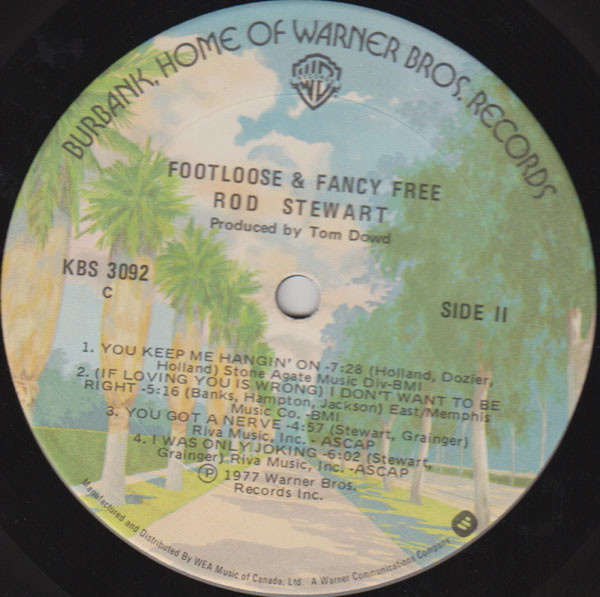 BURBANK, HOME OF WARNER BROS. RECORDS
FOOTLOOSE & FANCY FREE
ROD STEWART
Produced by Tom Dowd
KBS 3092
C
SIDE II
1. YOU KEEP ME HANGIN' ON -7:28 (Holland, Dozier,
Holland) Stone Agate Music Div-BMI
2. (IF LOVING YOU IS WRONG) I DON'T WANT TO BE
RIGHT -5:16 (Banks, Hampton, Jackson) East/Memphis
Music Co. -BMI
3. YOU GOT A NERVE -4:57 (Stewart, Grainger)
Riva Music, Inc. - ASCAP
4. I WAS ONLY JOKING -6:02 (Stewart,
Grainger) Riva Music, Inc. -ASCAP
℗ 1977 Warner Bros.
Records Inc.
Manufactured and Distributed By WEA Music of Canada, Ltd. A Warner Communications Company